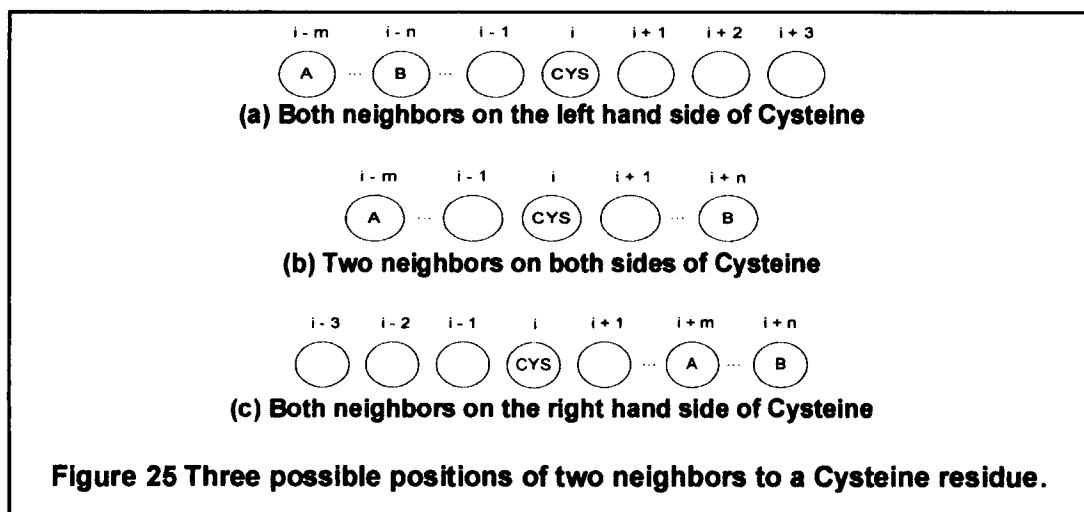 i - m i - n i - 1 i i + 1 i + 2 i + 3
A ... B ... CYS
(a) Both neighbors on the left hand side of Cysteine
i - m i - 1 i i + 1 i + n
A ... CYS ... B
(b) Two neighbors on both sides of Cysteine
i - 3 i - 2 i - 1 i i + 1 i + m i + n
CYS ... A ... B
(c) Both neighbors on the right hand side of Cysteine
Figure 25 Three possible positions of two neighbors to a Cysteine residue.